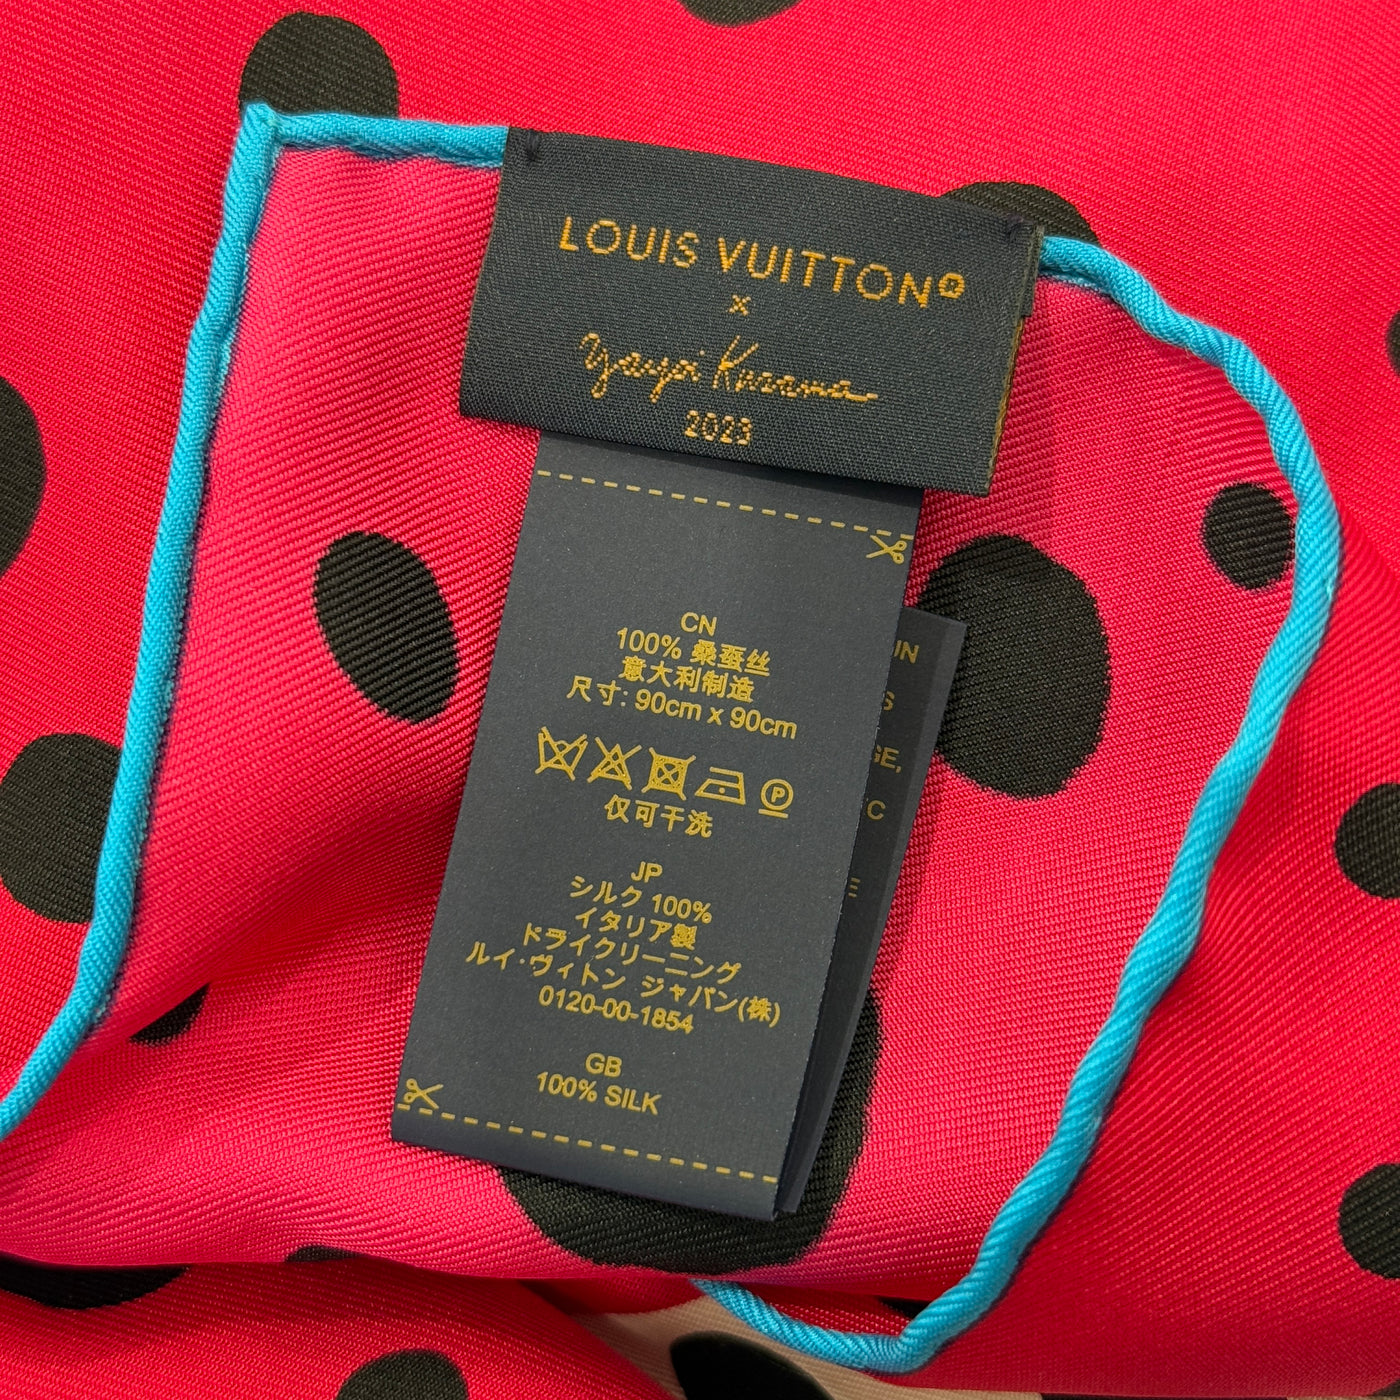 LOUIS VUITTON
x
Yayoi Kusama
2023
CN
100% 桑蚕丝
意大利制造
尺寸: 90cm x 90cm
P
仅可干洗
JP
シルク 100%
イタリア製
ドライクリーニング
ルイ・ヴィトン ジャパン(株)
0120-00-1854
GB
100% SILK